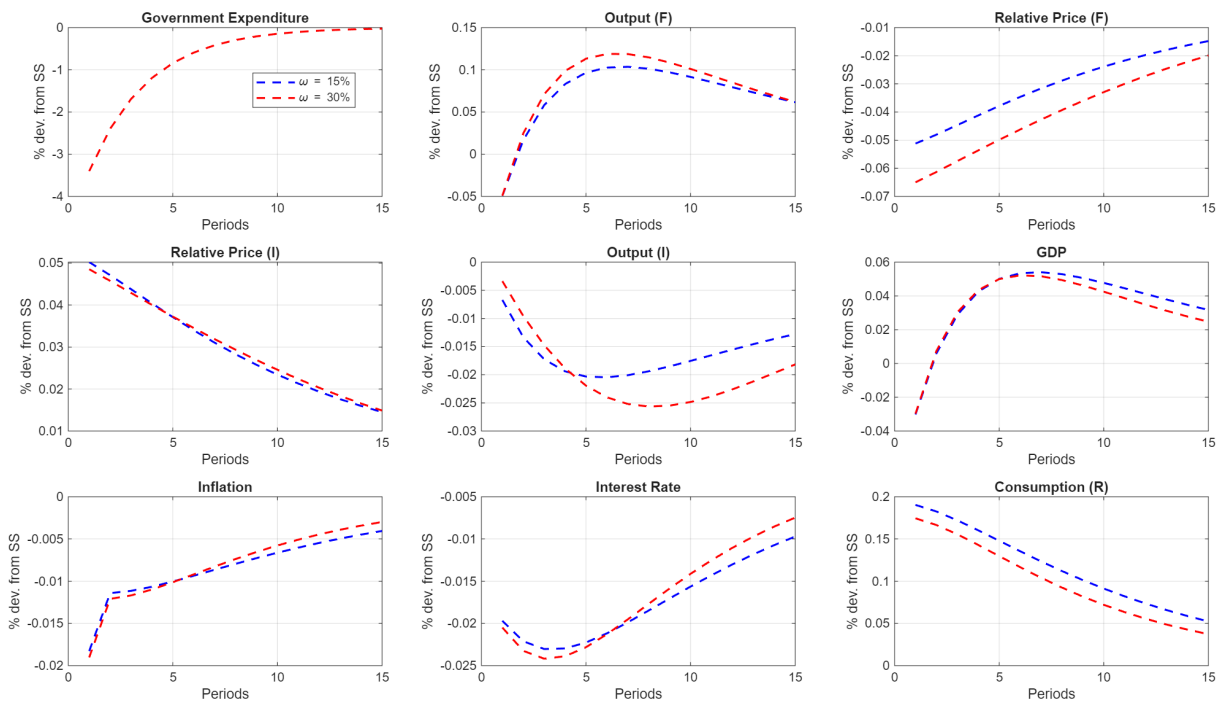 Government Expenditure
0
-1
-2
-3
-4
% dev. from SS
0
5
10
15
Periods
ω = 15%
ω = 30%
Output (F)
0.15
0.1
0.05
0
-0.05
% dev. from SS
0
5
10
15
Periods
Relative Price (F)
-0.01
-0.02
-0.03
-0.04
-0.05
-0.06
-0.07
% dev. from SS
0
5
10
15
Periods
Relative Price (I)
0.05
0.04
0.03
0.02
0.01
% dev. from SS
0
5
10
15
Periods
Output (I)
0
-0.005
-0.01
-0.015
-0.02
-0.025
-0.03
% dev. from SS
0
5
10
15
Periods
GDP
0.06
0.04
0.02
0
-0.02
-0.04
% dev. from SS
0
5
10
15
Periods
Inflation
0
-0.005
-0.01
-0.015
-0.02
% dev. from SS
0
5
10
15
Periods
Interest Rate
-0.005
-0.01
-0.015
-0.02
-0.025
% dev. from SS
0
5
10
15
Periods
Consumption (R)
0.2
0.15
0.1
0.05
0
% dev. from SS
0
5
10
15
Periods